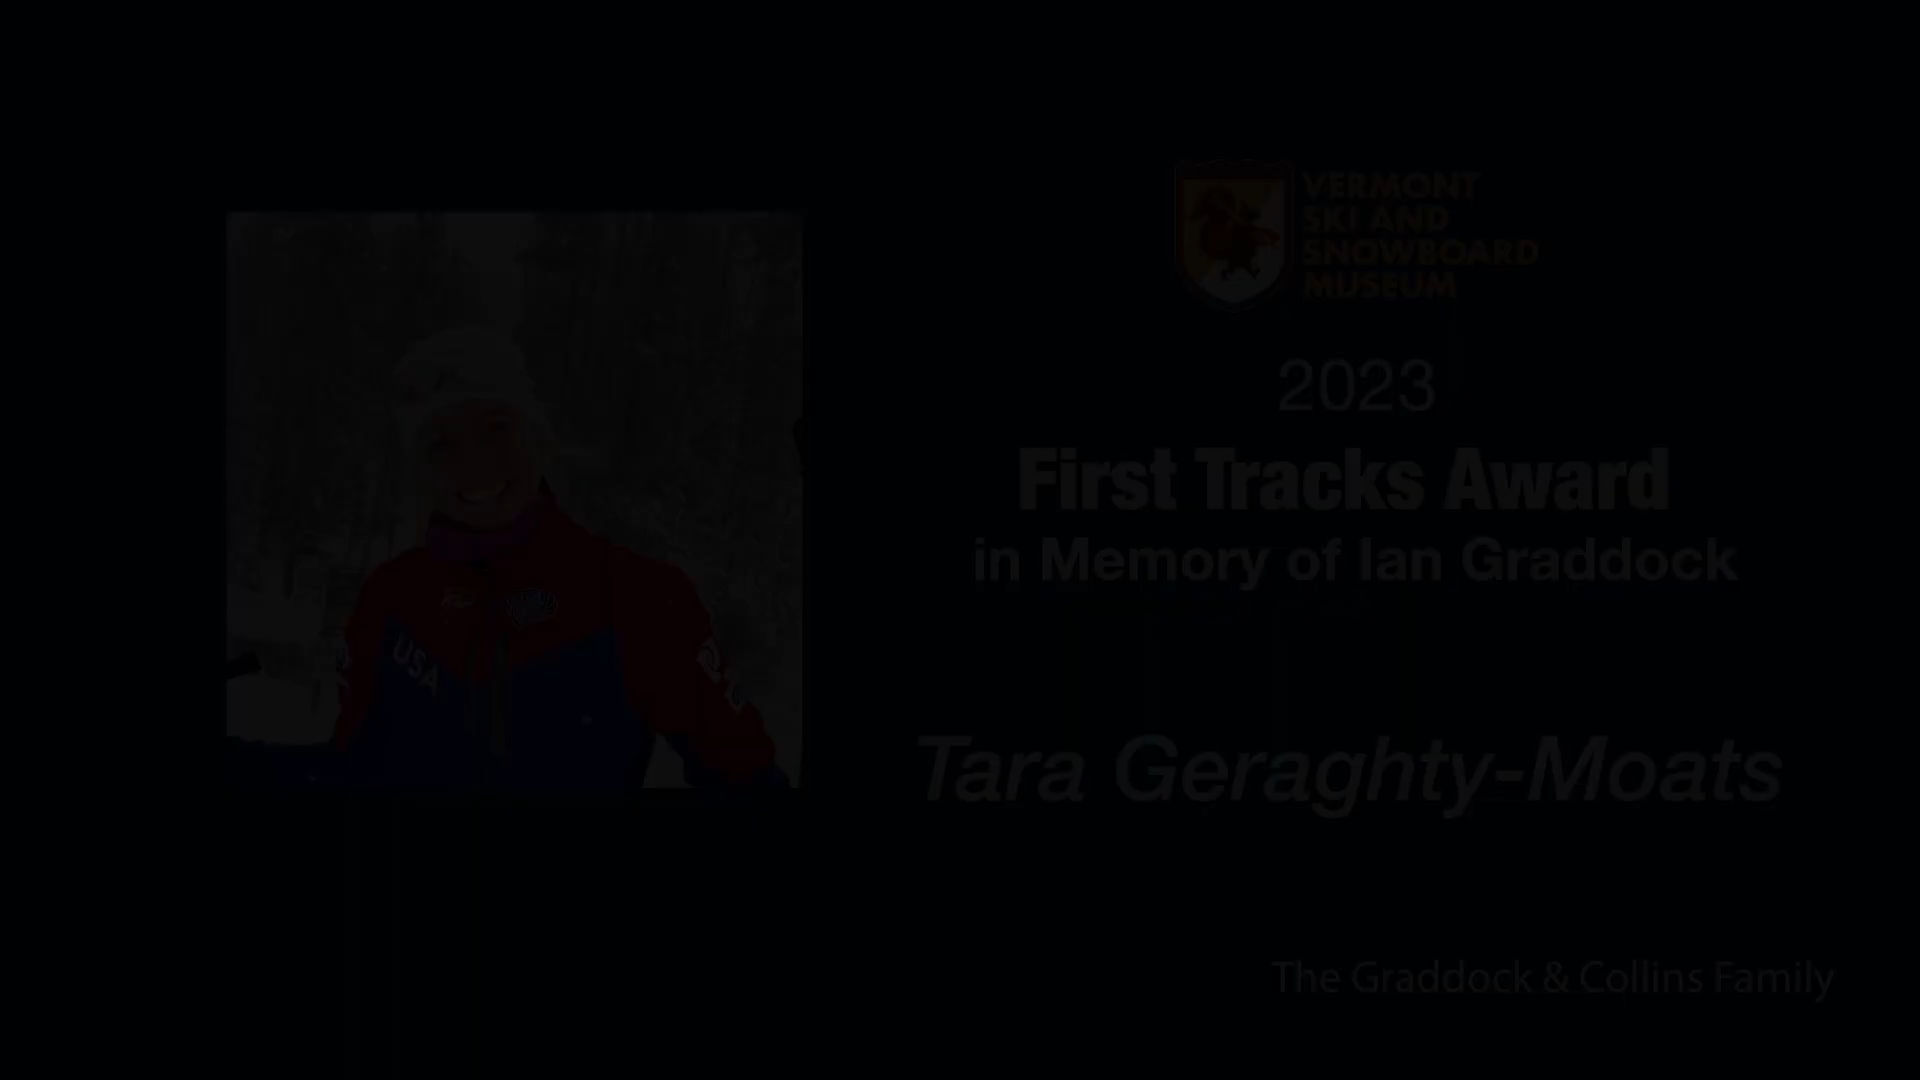 VERMONT
SKI AND
SNOWBOARD
MUSEUM
2023
First Tracks Award
in Memory of Ian Graddock
USA
Tara Geraghty-Moats
The Graddock & Collins Family